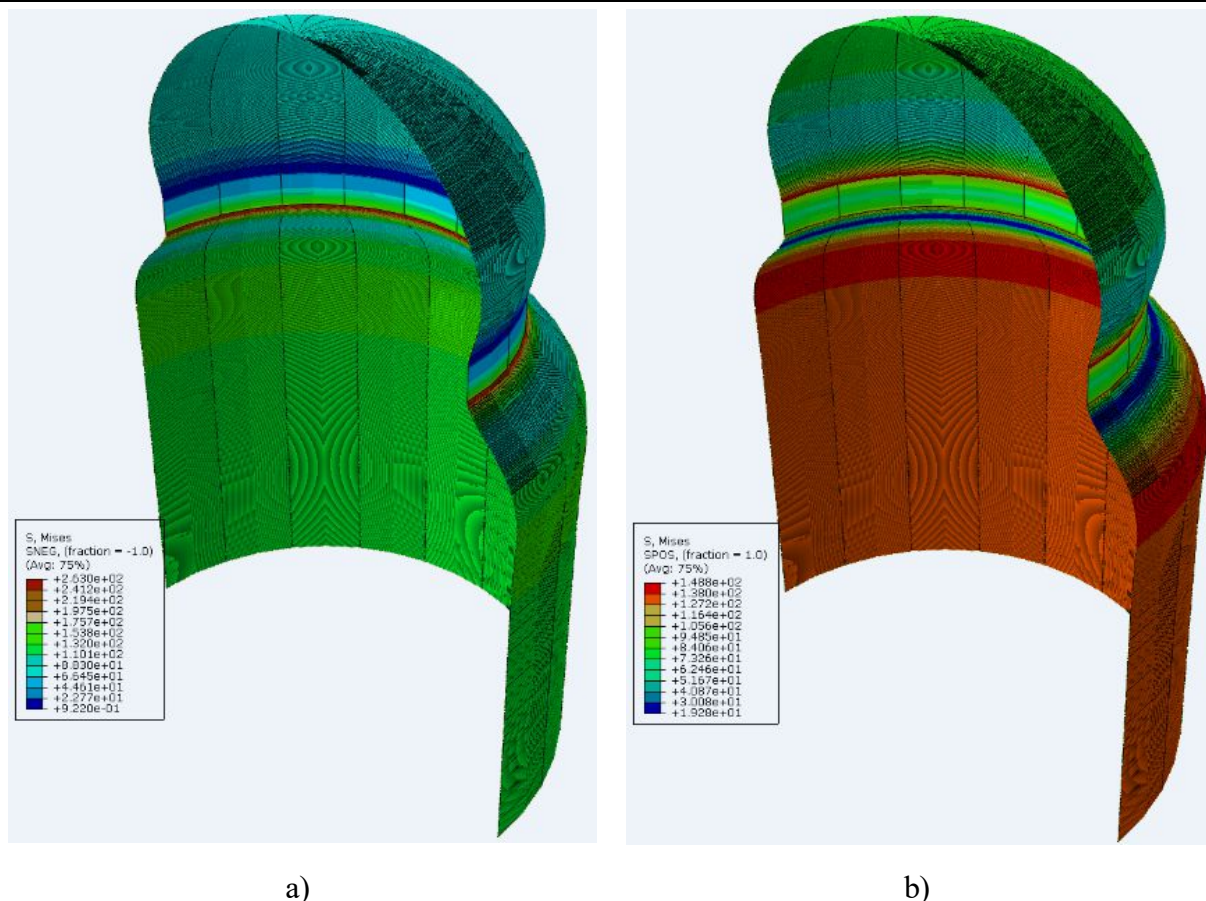 S, Mises
SNEG, (fraction = -1.0)
(Avg: 75%)
+2.630e+02
+2.412e+02
+2.194e+02
+1.975e+02
+1.757e+02
+1.538e+02
+1.320e+02
+1.101e+02
+8.830e+01
+6.645e+01
+4.461e+01
+2.277e+01
+9.220e-01
S, Mises
SPOS, (fraction = 1.0)
(Avg: 75%)
+1.488e+02
+1.380e+02
+1.272e+02
+1.164e+02
+1.056e+02
+9.485e+01
+8.406e+01
+7.326e+01
+6.246e+01
+5.167e+01
+4.087e+01
+3.008e+01
+1.928e+01
a)
b)